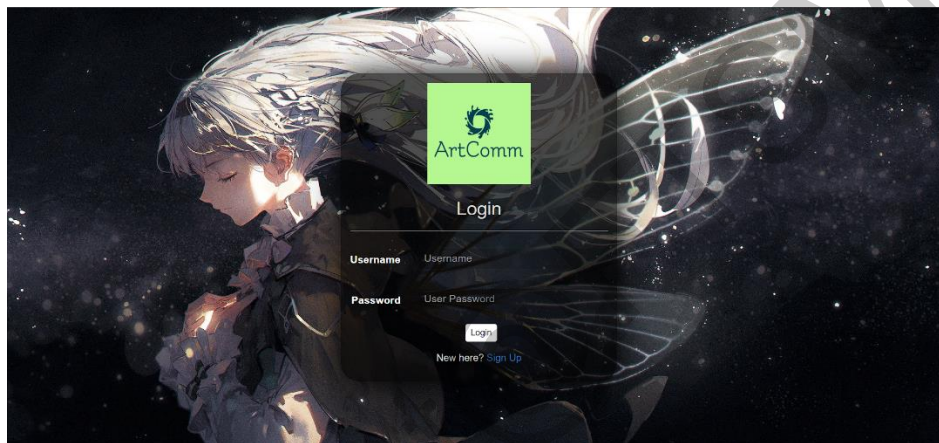 ArtComm
Login
Username Username
Password User Password
Login
New here? Sign Up